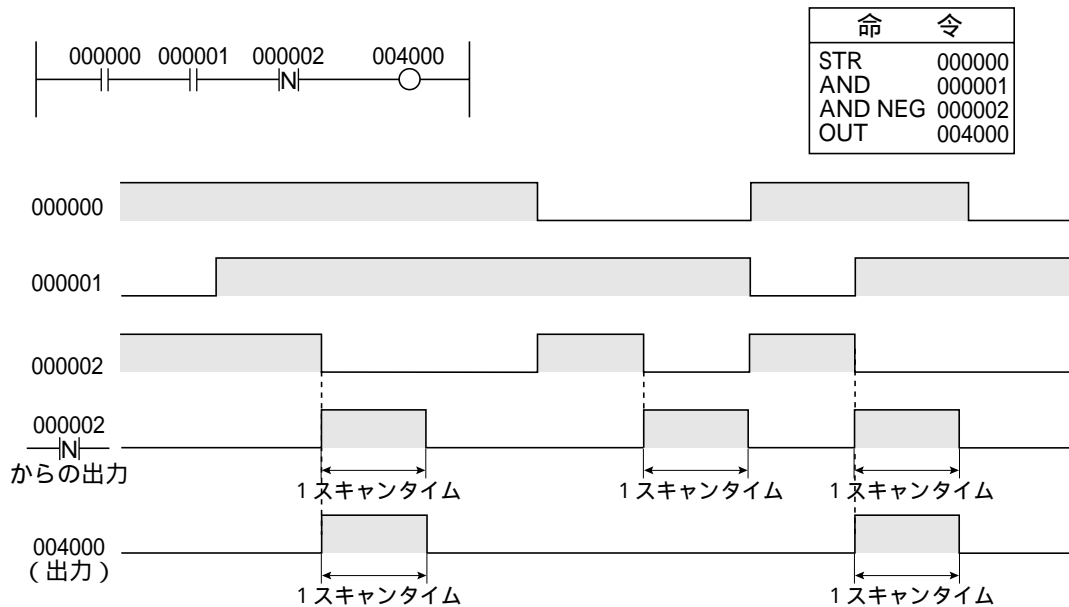 000000 000001 000002 004000
N
命 令
STR 000000
AND 000001
AND NEG 000002
OUT 004000
000000
000001
000002
000002
N
からの出力
1スキャンタイム 1スキャンタイム 1スキャンタイム
004000
(出力)
1スキャンタイム 1スキャンタイム